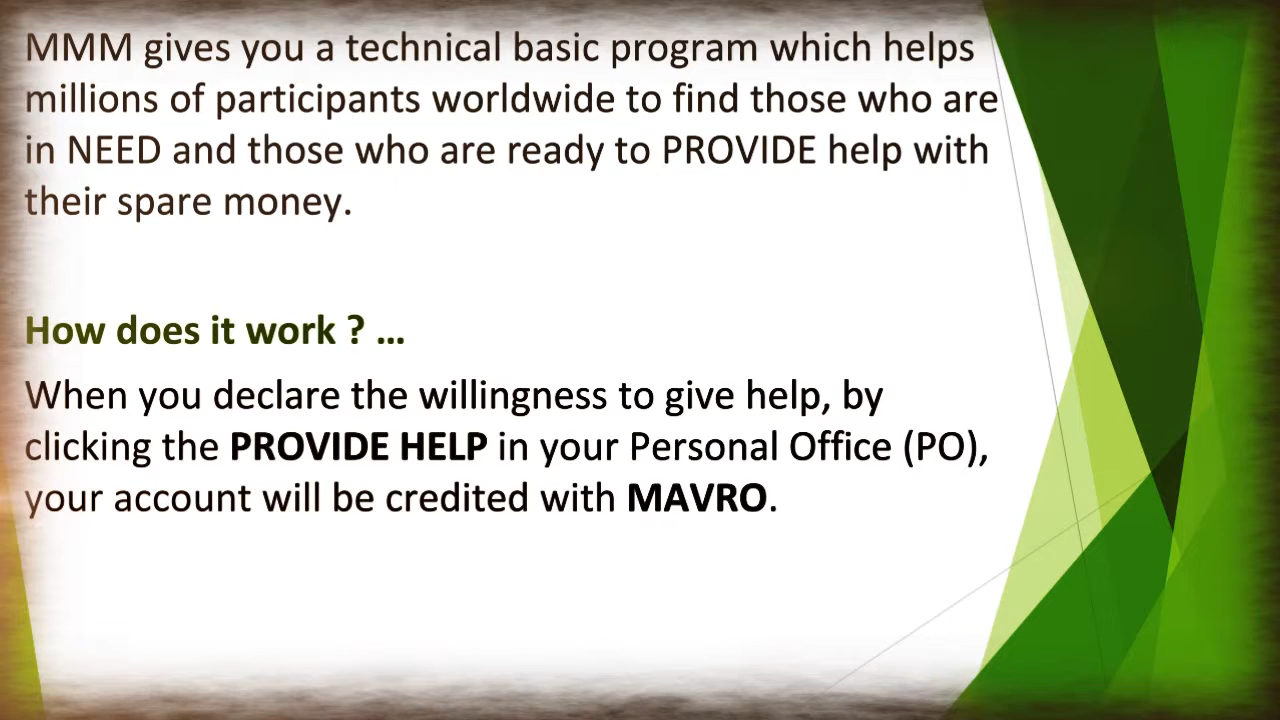 MMM gives you a technical basic program which helps
millions of participants worldwide to find those who are
in NEED and those who are ready to PROVIDE help with
their spare money.
How does it work ? ...
When you declare the willingness to give help, by
clicking the PROVIDE HELP in your Personal Office (PO),
your account will be credited with MAVRO.